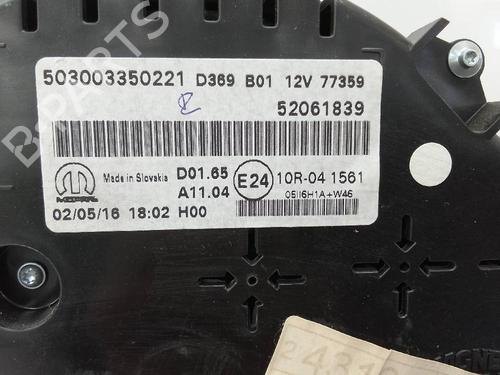 503003350221 D369 B01 12V 77359
52061839
MOPAR
Made in Slovakia
D01.65
A11.04
E24
10R-04 1561
05II6H1A+W46
02/05/16 18:02 H00
B-PARTS